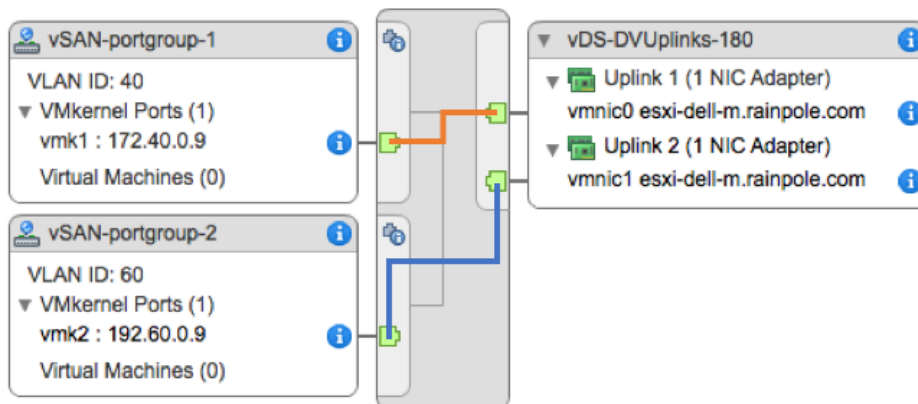 vSAN-portgroup-1
VLAN ID: 40
VMkernel Ports (1)
vmk1 : 172.40.0.9
Virtual Machines (0)
vSAN-portgroup-2
VLAN ID: 60
VMkernel Ports (1)
vmk2 : 192.60.0.9
Virtual Machines (0)
vDS-DVUplinks-180
Uplink 1 (1 NIC Adapter)
vmnic0 esxi-dell-m.rainpole.com
Uplink 2 (1 NIC Adapter)
vmnic1 esxi-dell-m.rainpole.com